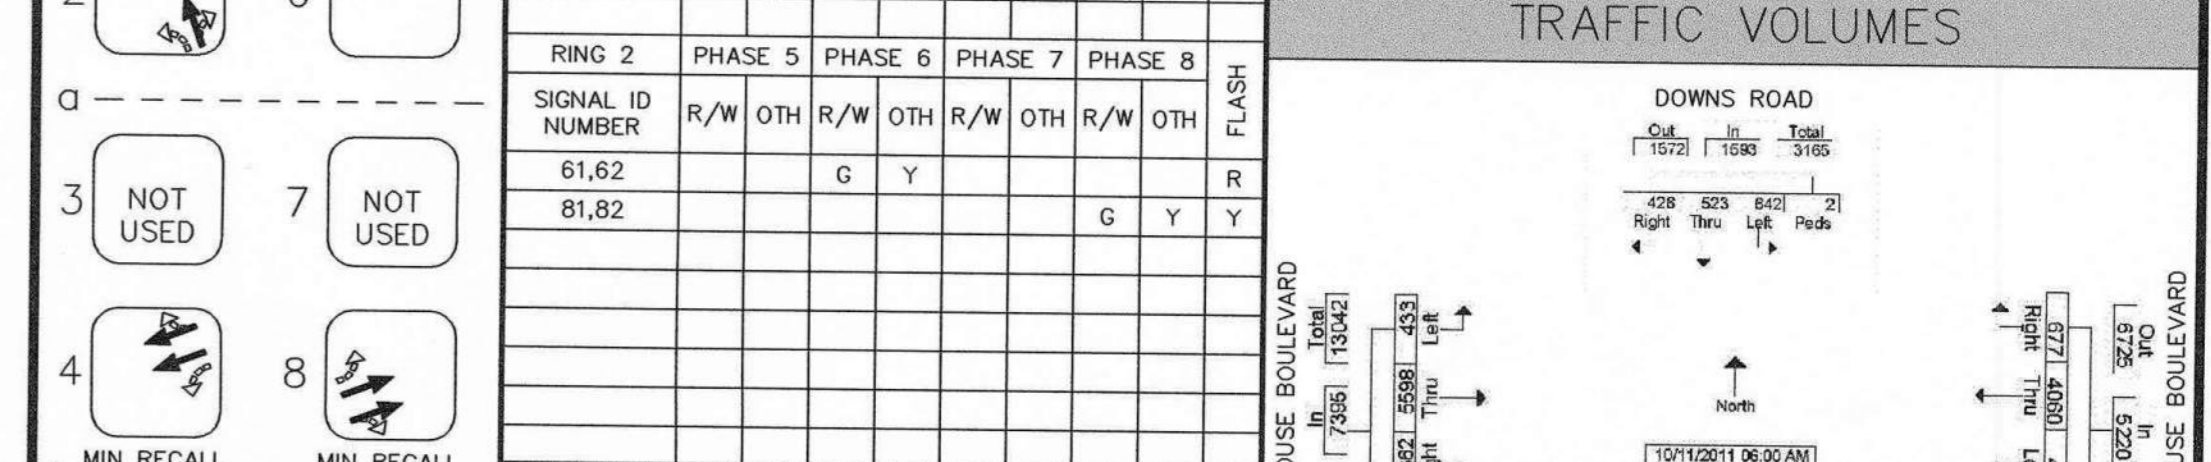 TRAFFIC VOLUMES
RING 2 PHASE 5 PHASE 6 PHASE 7 PHASE 8 FLASH
SIGNAL ID NUMBER R/W OTH R/W OTH R/W OTH R/W OTH
61,62 G Y R
81,82 G Y Y
a
3 NOT USED 7 NOT USED
4 8
MIN RECALL MIN RECALL
DOWNS ROAD
Out In Total
1572 1593 3165
428 523 642 2
Right Thru Left Peds
BOULEVARD
Total 13042
In 7395
433 Left
5598 Thru
North
10/11/2011 06:00 AM
Right 677
Thru 4060
Out 6725
In
BOULEVARD